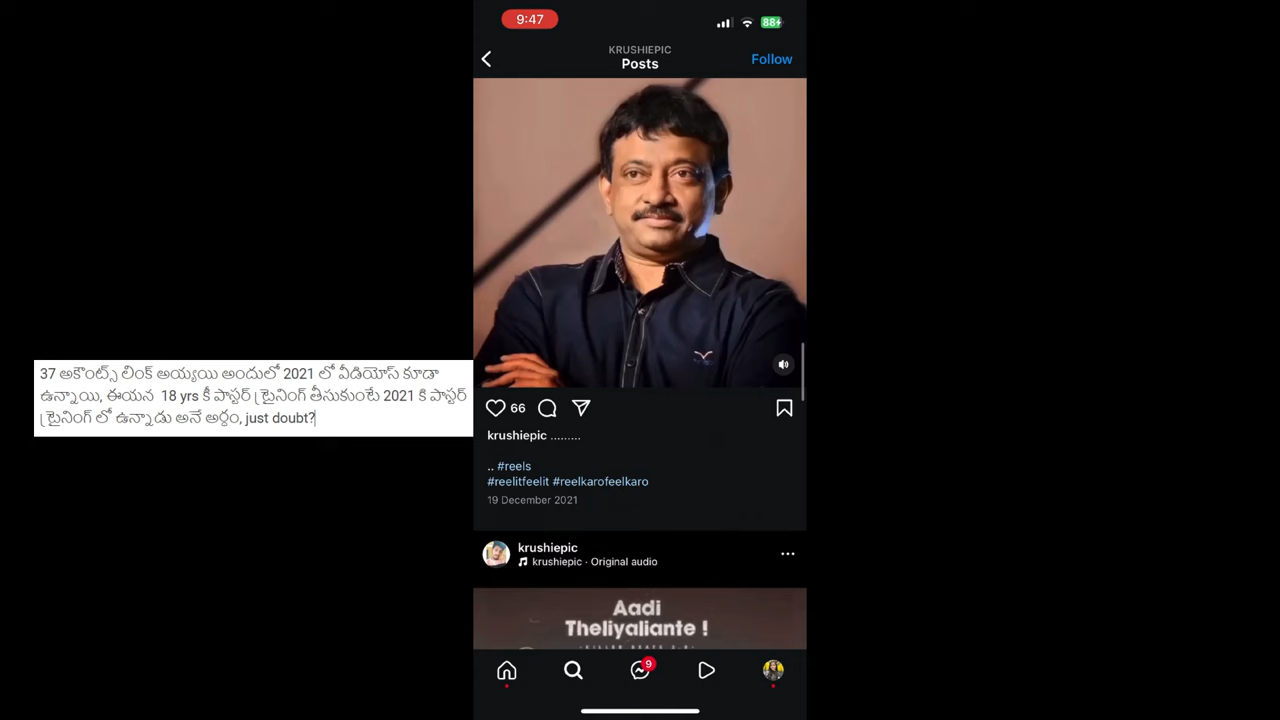 9:47
88
KRUSHIEPIC
Posts
Follow
37 అకౌంట్స్ లింక్ అయ్యయి అందులో 2021 లో వీడియోస్ కూడా
ఉన్నాయి, ఈయన 18 yrs కీ పాస్టర్ ట్రైనింగ్ తీసుకుంటే 2021 కి పాస్టర్
ట్రైనింగ్ లో ఉన్నాడు అనే అర్ధం, just doubt?
66
krushiepic .........
.. #reels
#reelitfeelit #reelkarofeelkaro
19 December 2021
krushiepic
krushiepic · Original audio
Aadi
Theliyaliante !
9